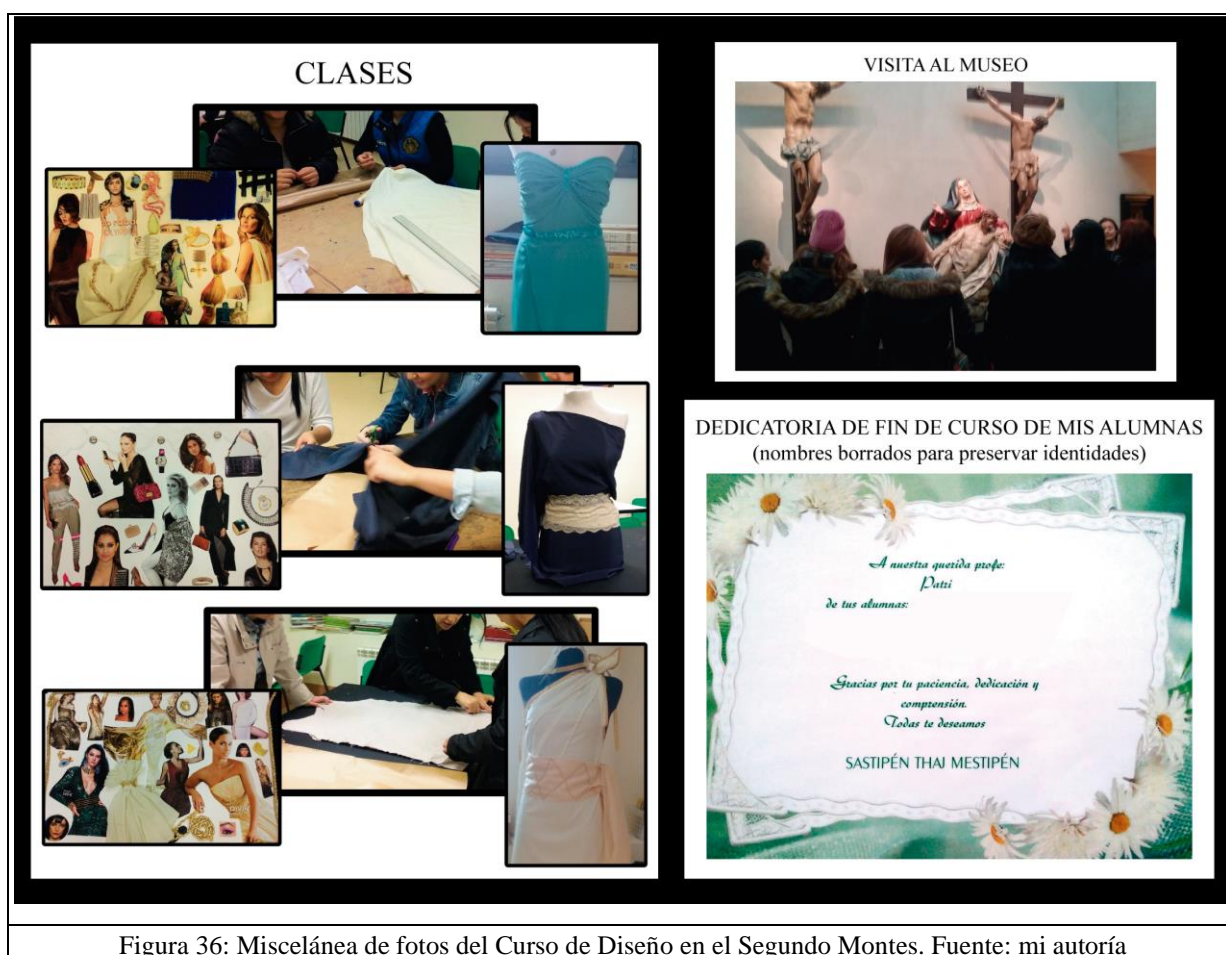 CLASES
VISITA AL MUSEO
DEDICATORIA DE FIN DE CURSO DE MIS ALUMNAS
(nombres borrados para preservar identidades)
A nuestra querida profe:
Patri
de tus alumnas:
Gracias por tu paciencia, dedicación y
comprensión.
Todas te deseamos
SASTIPÉN THAJ MESTIPÉN
Figura 36: Miscelánea de fotos del Curso de Diseño en el Segundo Montes. Fuente: mi autoría